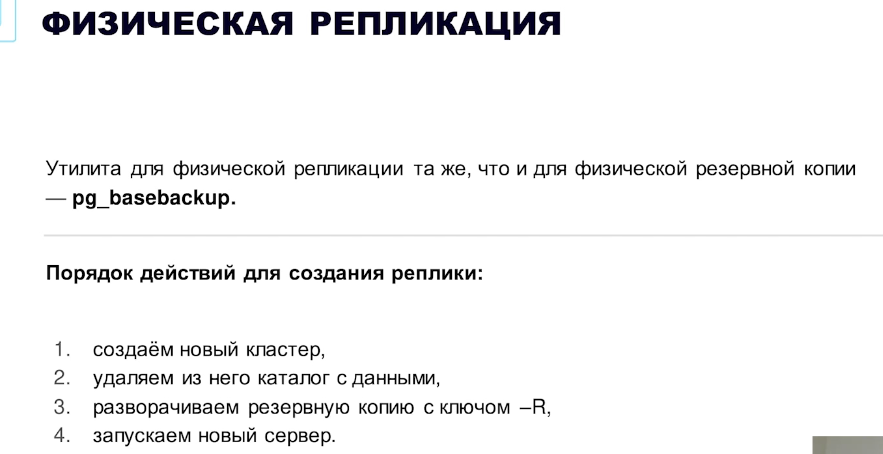 ФИЗИЧЕСКАЯ РЕПЛИКАЦИЯ
Утилита для физической репликации та же, что и для физической резервной копии
— pg_basebackup.
Порядок действий для создания реплики:
1. создаём новый кластер,
2. удаляем из него каталог с данными,
3. разворачиваем резервную копию с ключом –R,
4. запускаем новый сервер.